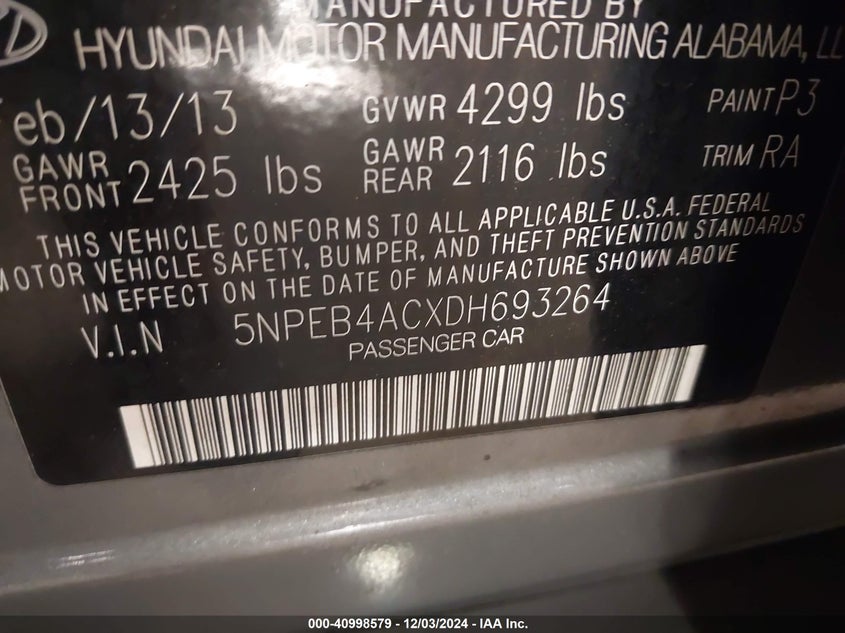 MANUFACTURED BY
HYUNDAI MOTOR MANUFACTURING ALABAMA, LL
eb/13/13 GVWR 4299 lbs PAINT P3
GAWR FRONT 2425 lbs GAWR REAR 2116 lbs TRIM RA
THIS VEHICLE CONFORMS TO ALL APPLICABLE U.S.A. FEDERAL
MOTOR VEHICLE SAFETY, BUMPER, AND THEFT PREVENTION STANDARDS
IN EFFECT ON THE DATE OF MANUFACTURE SHOWN ABOVE
V.I.N 5NPEB4ACXDH693264
PASSENGER CAR
000-40998579 - 12/03/2024 - IAA Inc.